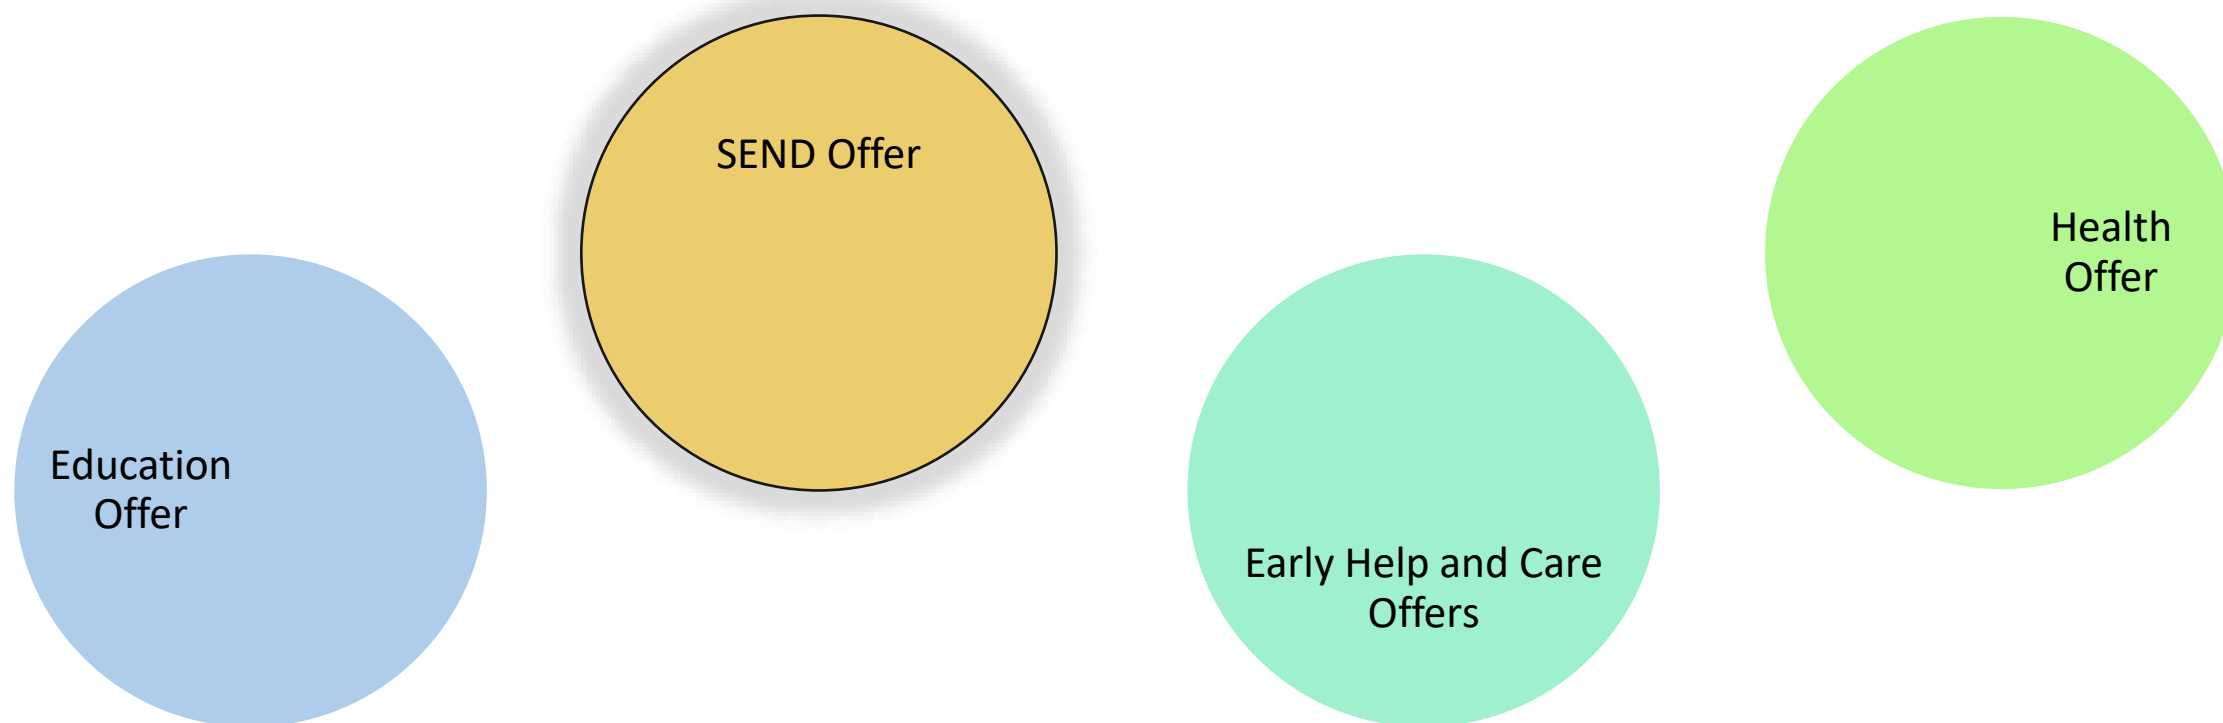 SEND Offer
Health
Offer
Education
Offer
Early Help and Care
Offers